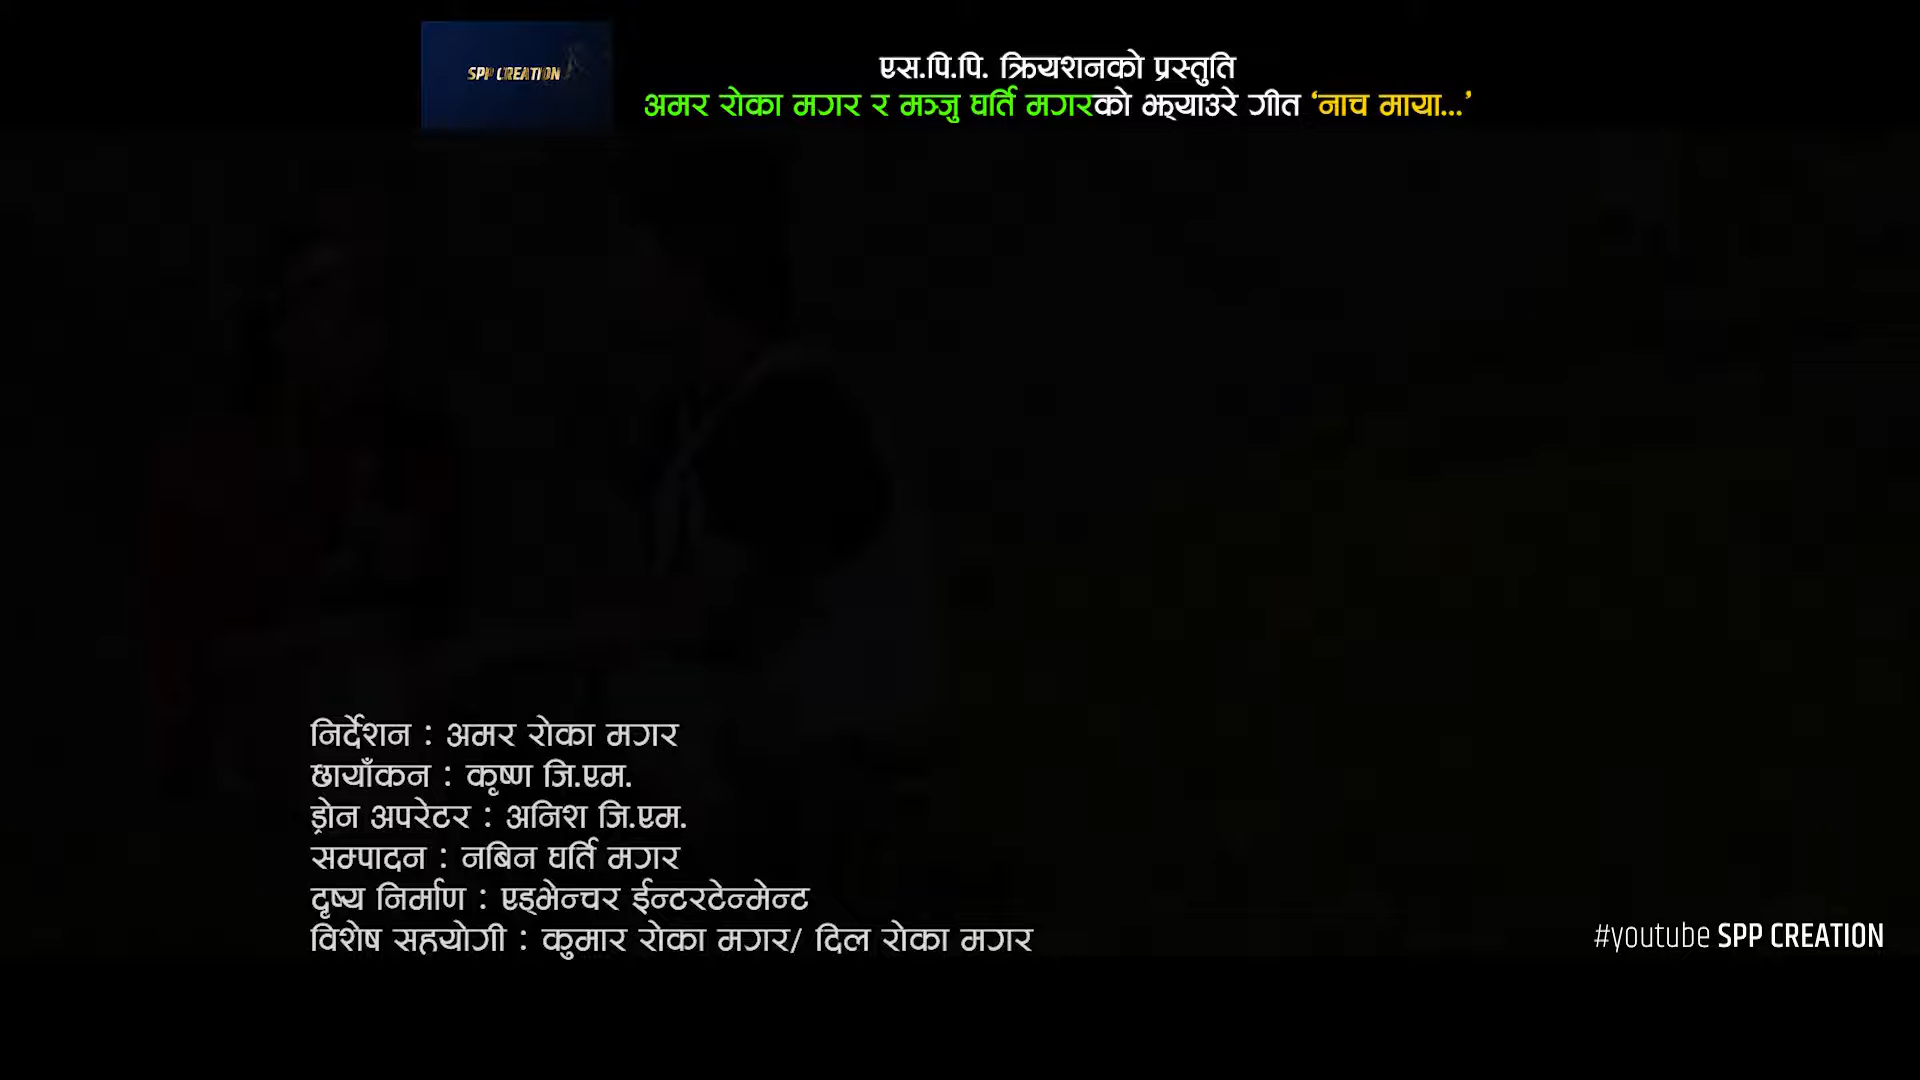 SPP CREATION
एस.पि.पि. क्रियशनको प्रस्तुति
अमर रोका मगर र मञ्जु घर्ति मगरको झ्याउरे गीत ‘नाच माया...’
निर्देशन : अमर रोका मगर
छायाँकन : कृष्ण जि.एम.
ड्रोन अपरेटर : अनिश जि.एम.
सम्पादन : नबिन घर्ति मगर
दृष्य निर्माण : एड्भेन्चर ईन्टरटेन्मेन्ट
विशेष सहयोगी : कुमार रोका मगर/ दिल रोका मगर
#youtube SPP CREATION